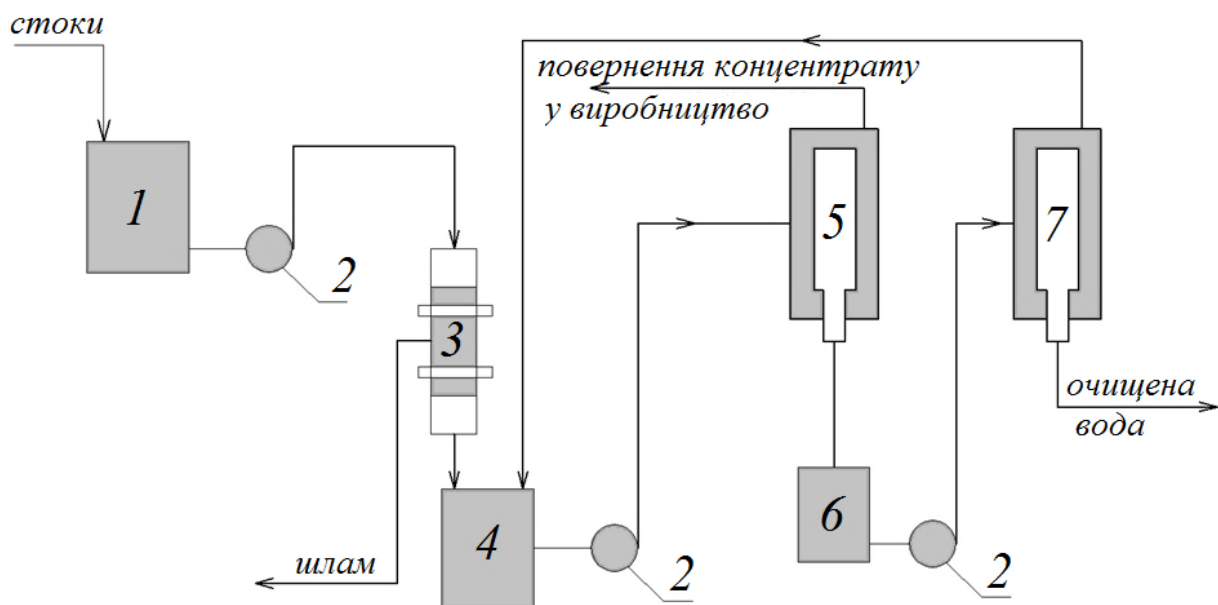 стоки
повернення концентрату
у виробництво
1
2
3
5
7
очищена
вода
4
2
6
2
шлам